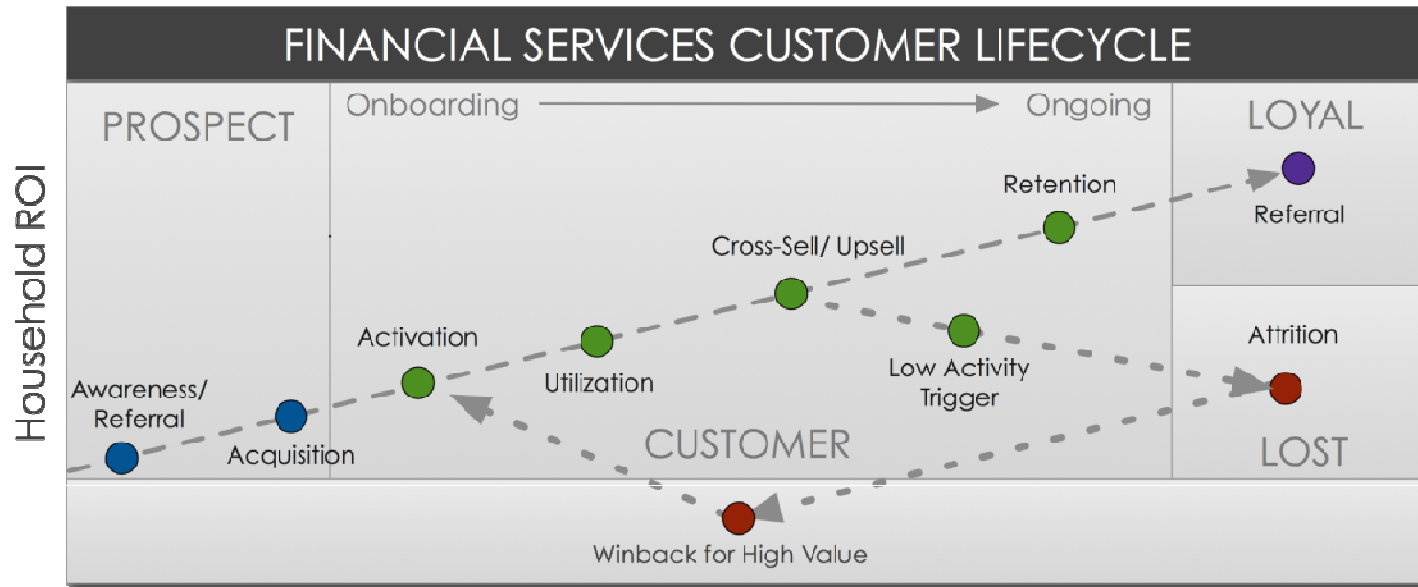 FINANCIAL SERVICES CUSTOMER LIFECYCLE
Household ROI
PROSPECT
Onboarding
Ongoing
LOYAL
Retention
Referral
Cross-Sell/ Upsell
Activation
Utilization
Low Activity
Trigger
Attrition
Awareness/
Referral
Acquisition
CUSTOMER
LOST
Winback for High Value